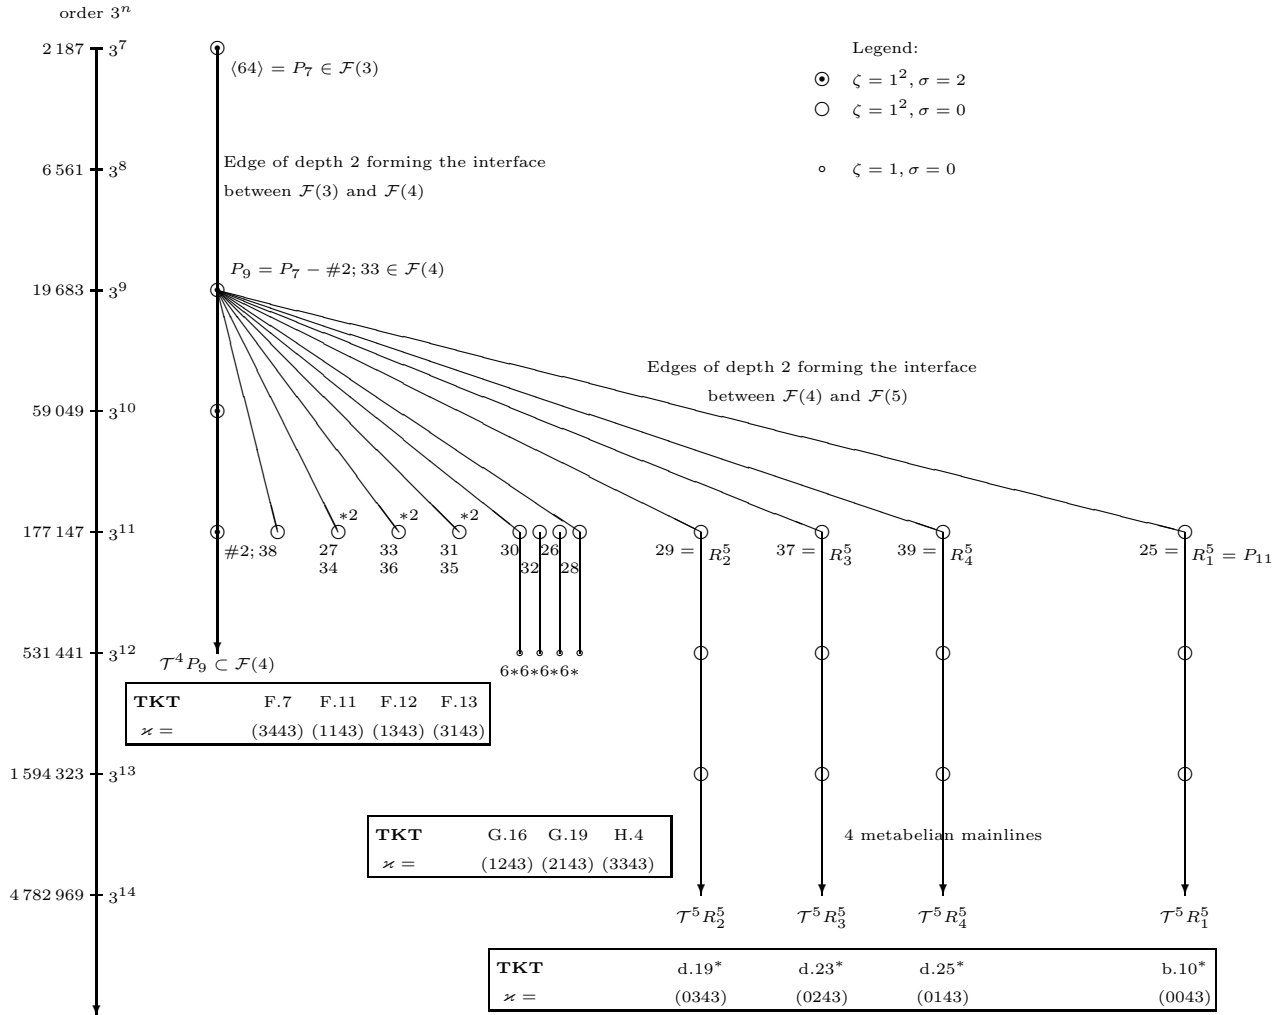 order 3^n
2 187 3^7
⟨64⟩ = P_7 ∈ F(3)
Legend:
ζ = 1^2, σ = 2
ζ = 1^2, σ = 0
ζ = 1, σ = 0
6 561 3^8
Edge of depth 2 forming the interface
between F(3) and F(4)
P_9 = P_7 − #2; 33 ∈ F(4)
19 683 3^9
Edges of depth 2 forming the interface
between F(4) and F(5)
59 049 3^10
∗2 ∗2 ∗2
177 147 3^11
#2; 38 27 33 31 30 26 29 = R_2^5 37 = R_3^5 39 = R_4^5 25 = R_1^5 = P_11
34 36 35 32 28
531 441 3^12
T^4 P_9 ⊂ F(4)
6∗6∗6∗6∗
TKT F.7 F.11 F.12 F.13
ϰ = (3443) (1143) (1343) (3143)
1 594 323 3^13
TKT G.16 G.19 H.4
ϰ = (1243) (2143) (3343)
4 metabelian mainlines
4 782 969 3^14
T^5 R_2^5 T^5 R_3^5 T^5 R_4^5 T^5 R_1^5
TKT d.19* d.23* d.25* b.10*
ϰ = (0343) (0243) (0143) (0043)